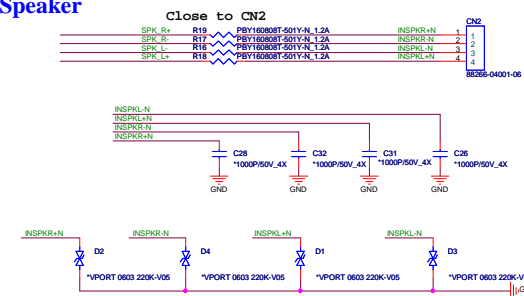 Speaker
Close to CN2
CN2
SPK_R+ R19 PBY160808T-501Y-N_1.2A INSPKR+N 1 1
SPK_R- R17 PBY160808T-501Y-N_1.2A INSPKR-N 2 2
SPK_L- R16 PBY160808T-501Y-N_1.2A INSPKL-N 3 3
SPK_L+ R18 PBY160808T-501Y-N_1.2A INSPKL+N 4 4
88266-04001-06
INSPKL-N
INSPKL+N
INSPKR-N
INSPKR+N
C28 C32 C31 C26
*1000P/50V_4X *1000P/50V_4X *1000P/50V_4X *1000P/50V_4X
GND GND GND GND
INSPKR+N INSPKR-N INSPKL+N INSPKL-N
D2 D4 D1 D3
*VPORT 0603 220K-V05 *VPORT 0603 220K-V05 *VPORT 0603 220K-V05 *VPORT 0603 220K-V